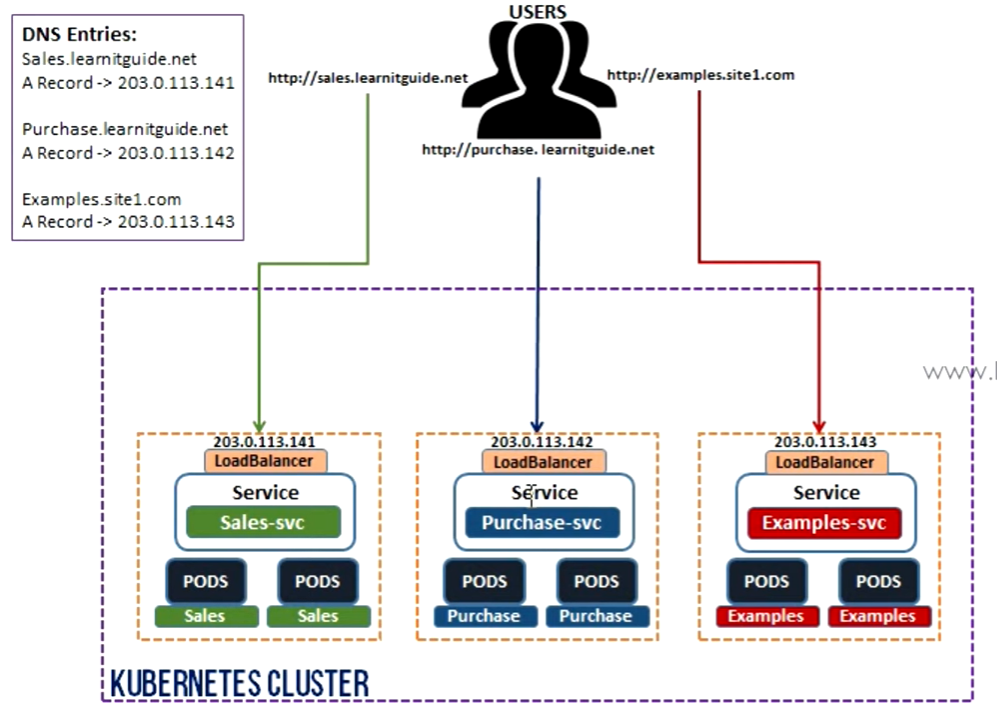 USERS
DNS Entries:
Sales.learnitguide.net
A Record -> 203.0.113.141
Purchase.learnitguide.net
A Record -> 203.0.113.142
Examples.site1.com
A Record -> 203.0.113.143
http://sales.learnitguide.net
http://examples.site1.com
http://purchase. learnitguide.net
www.
203.0.113.141
LoadBalancer
Service
Sales-svc
PODS
PODS
Sales
Sales
203.0.113.142
LoadBalancer
Service
Purchase-svc
PODS
PODS
Purchase
Purchase
203.0.113.143
LoadBalancer
Service
Examples-svc
PODS
PODS
Examples
Examples
KUBERNETES CLUSTER